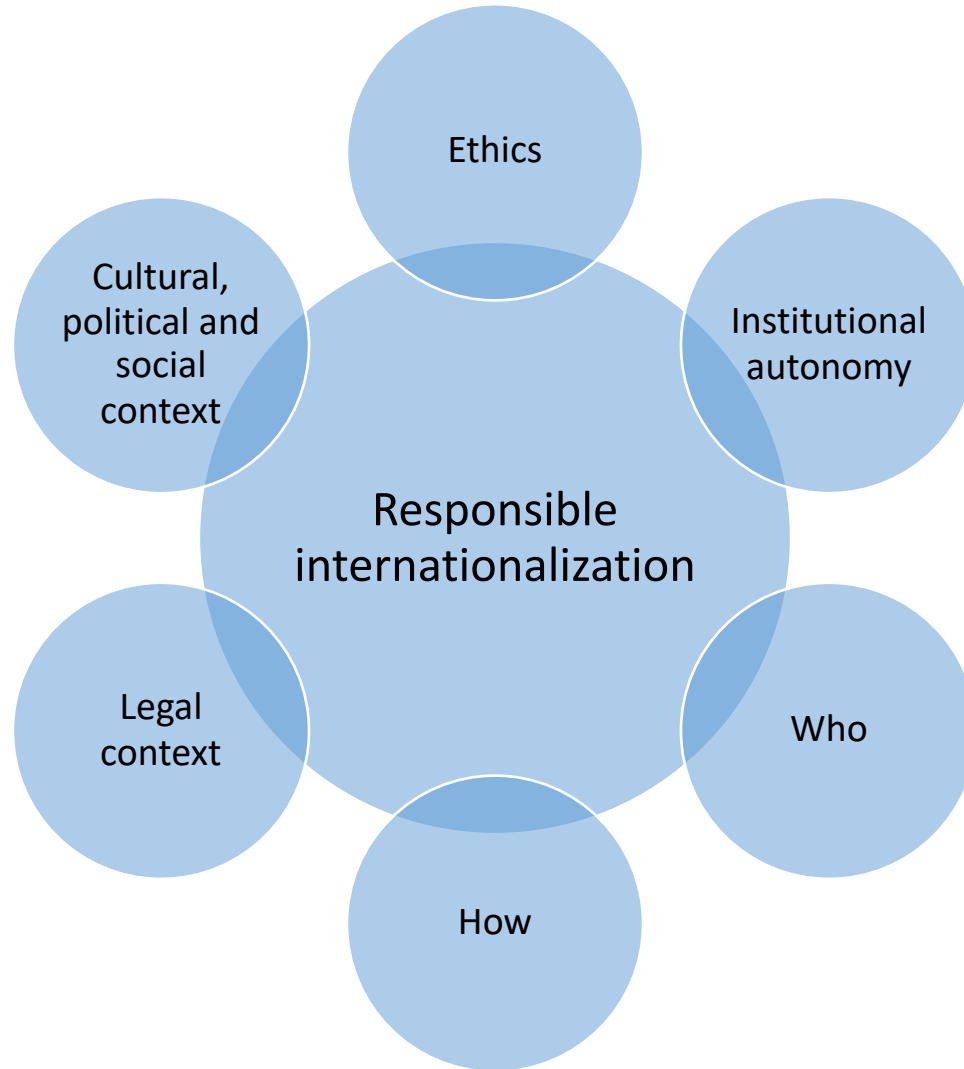 Ethics
Cultural,
political and
social
context
Institutional
autonomy
Responsible
internationalization
Legal
context
Who
How